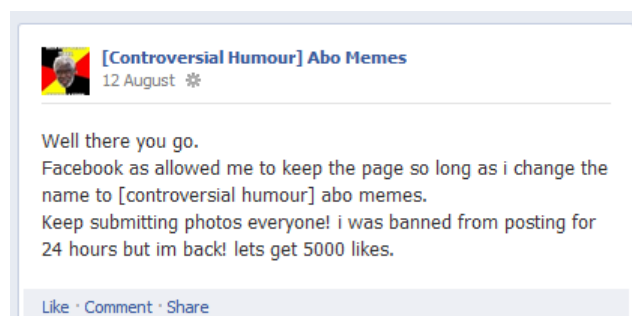 [Controversial Humour] Abo Memes
12 August
Well there you go.
Facebook as allowed me to keep the page so long as i change the
name to [controversial humour] abo memes.
Keep submitting photos everyone! i was banned from posting for
24 hours but im back! lets get 5000 likes.
Like · Comment · Share